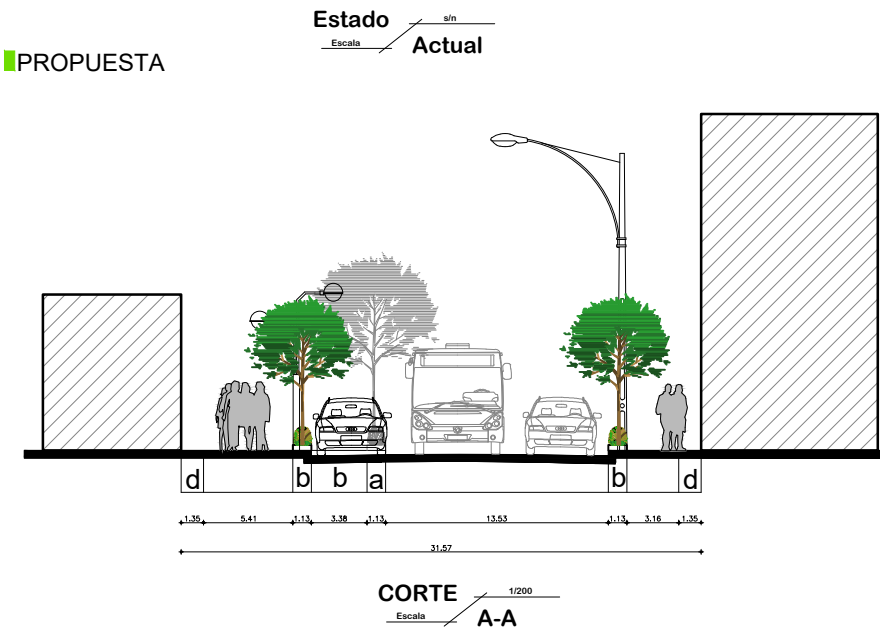 Estado s/n
Escala Actual
PROPUESTA
d b b a b d
1.35 5.41 1.13 3.38 1.13 13.53 1.13 3.16 1.35
31.57
CORTE 1/200
Escala A-A